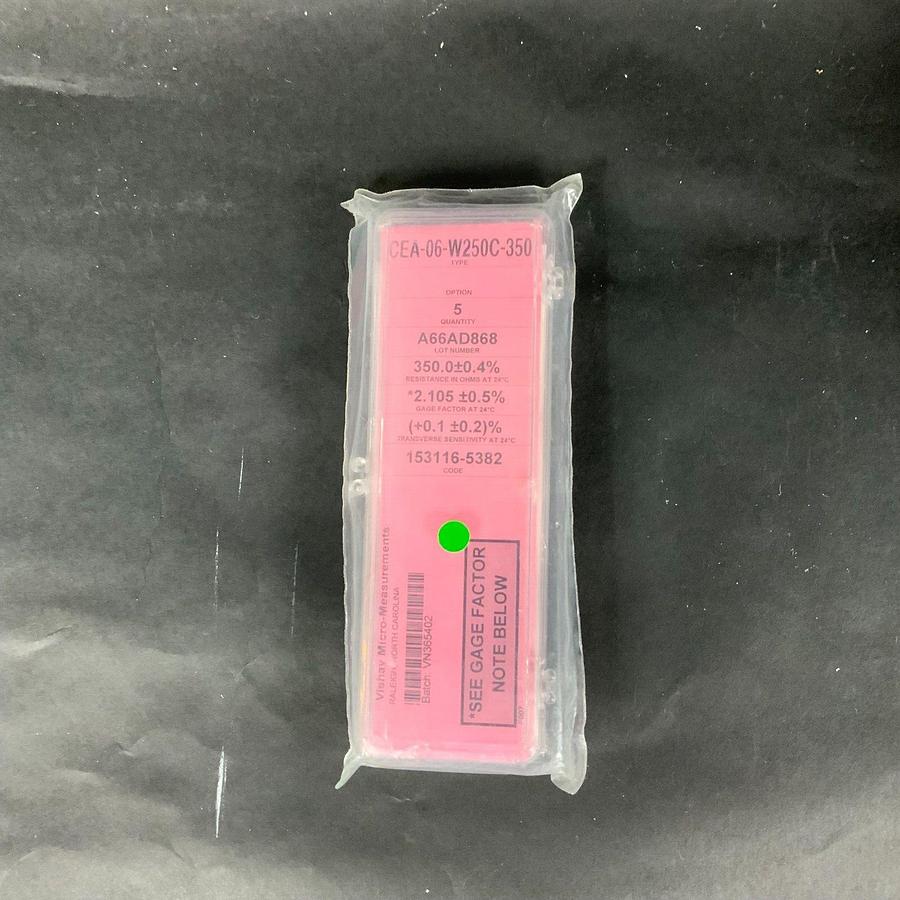 CEA-06-W250C-350
TYPE
OPTION
5
QUANTITY
A66AD868
LOT NUMBER
350.0±0.4%
RESISTANCE IN OHMS AT 24°C
*2.105 ±0.5%
GAGE FACTOR AT 24°C
(+0.1 ±0.2)%
TRANSVERSE SENSITIVITY AT 24°C
153116-5382
CODE
Vishay Micro-Measurements
RALEIGH, NORTH CAROLINA
Batch: VN365402
*SEE GAGE FACTOR
NOTE BELOW